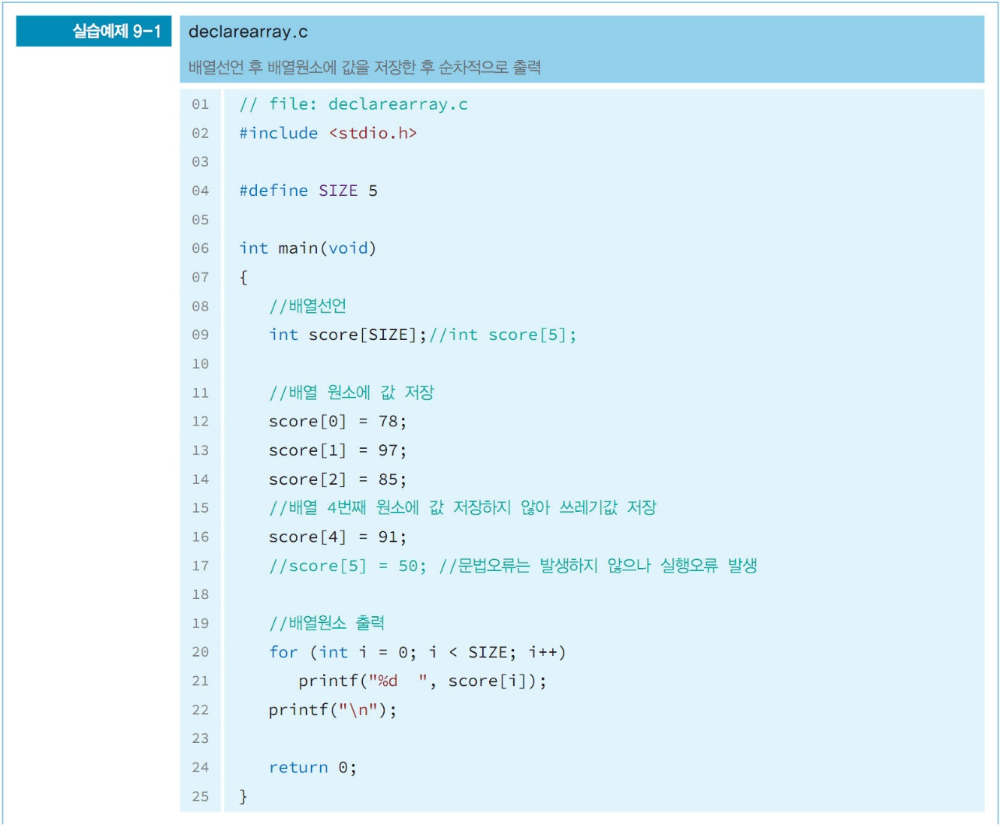 실습예제 9-1
declarearray.c
배열선언 후 배열원소에 값을 저장한 후 순차적으로 출력
01 // file: declarearray.c
02 #include <stdio.h>
03
04 #define SIZE 5
05
06 int main(void)
07 {
08    //배열선언
09    int score[SIZE];//int score[5];
10
11    //배열 원소에 값 저장
12    score[0] = 78;
13    score[1] = 97;
14    score[2] = 85;
15    //배열 4번째 원소에 값 저장하지 않아 쓰레기값 저장
16    score[4] = 91;
17    //score[5] = 50; //문법오류는 발생하지 않으나 실행오류 발생
18
19    //배열원소 출력
20    for (int i = 0; i < SIZE; i++)
21       printf("%d  ", score[i]);
22    printf("\n");
23
24    return 0;
25 }